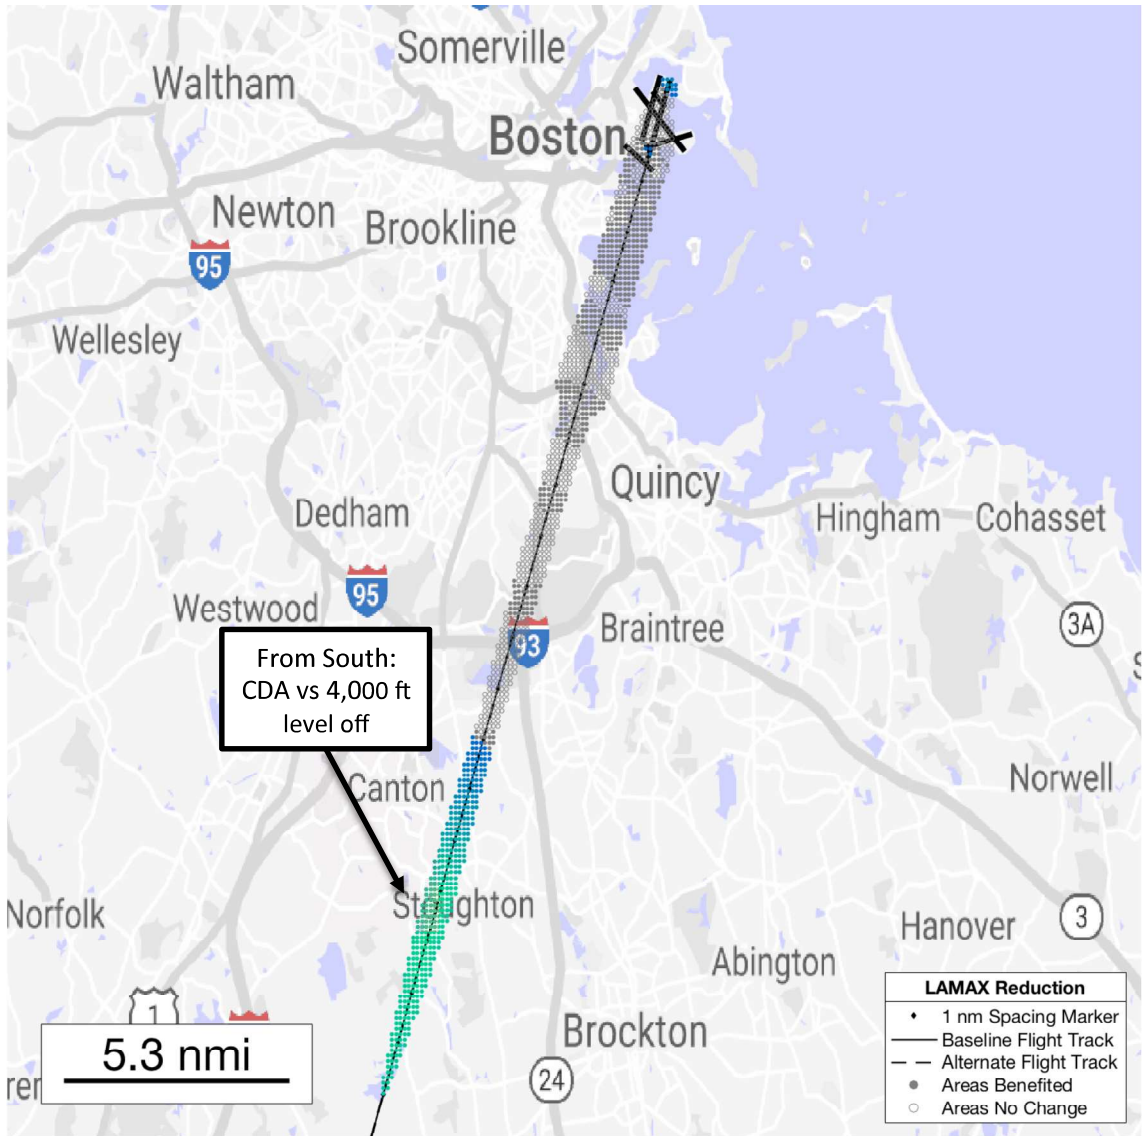 Somerville
Waltham
Boston
Newton
Brookline
95
Wellesley
Quincy
Dedham
Hingham
Cohasset
95
Westwood
Braintree
3A
93
From South:
CDA vs 4,000 ft
level off
Canton
Norwell
Norfolk
3
Hanover
Abington
LAMAX Reduction
1 nm Spacing Marker
Baseline Flight Track
Alternate Flight Track
Areas Benefited
Areas No Change
1
5.3 nmi
Brockton
24